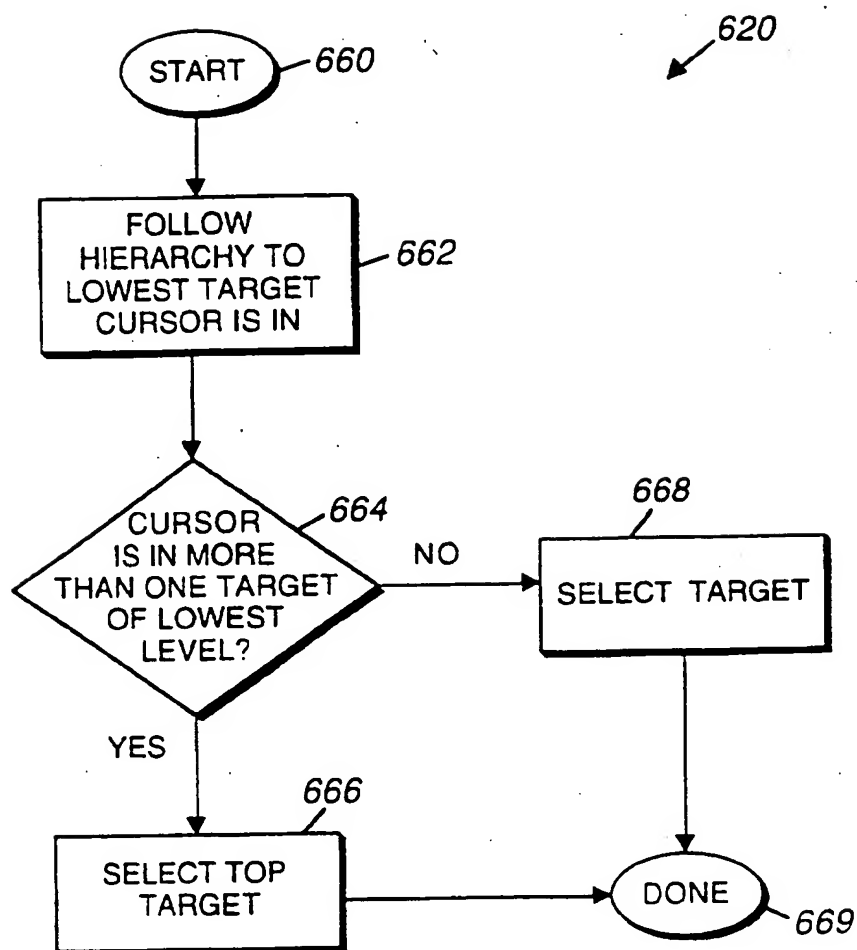 620
START
660
FOLLOW
HIERARCHY TO
LOWEST TARGET
CURSOR IS IN
662
CURSOR
IS IN MORE
THAN ONE TARGET
OF LOWEST
LEVEL?
664
NO
668
SELECT TARGET
YES
666
SELECT TOP
TARGET
DONE
669